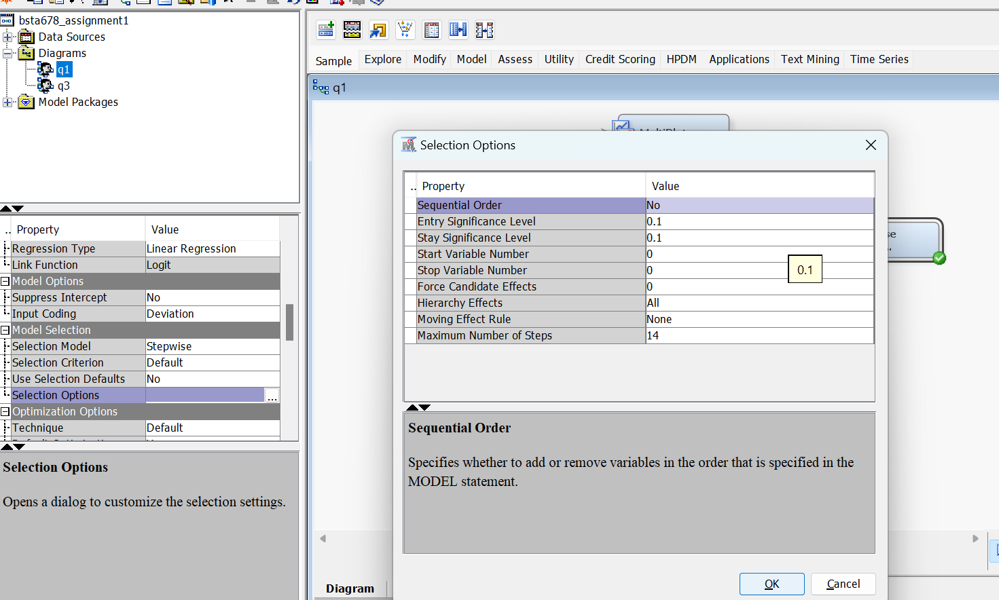 bsta678_assignment1
Data Sources
Diagrams
q1
q3
Model Packages
.. Property Value
Regression Type Linear Regression
Link Function Logit
Model Options
Suppress Intercept No
Input Coding Deviation
Model Selection
Selection Model Stepwise
Selection Criterion Default
Use Selection Defaults No
Selection Options ...
Optimization Options
Technique Default
Selection Options
Opens a dialog to customize the selection settings.
Sample Explore Modify Model Assess Utility Credit Scoring HPDM Applications Text Mining Time Series
q1
Selection Options
.. Property Value
Sequential Order No
Entry Significance Level 0.1
Stay Significance Level 0.1
Start Variable Number 0
Stop Variable Number 0
Force Candidate Effects 0
Hierarchy Effects All
Moving Effect Rule None
Maximum Number of Steps 14
0.1
Sequential Order
Specifies whether to add or remove variables in the order that is specified in the
MODEL statement.
OK Cancel
Diagram